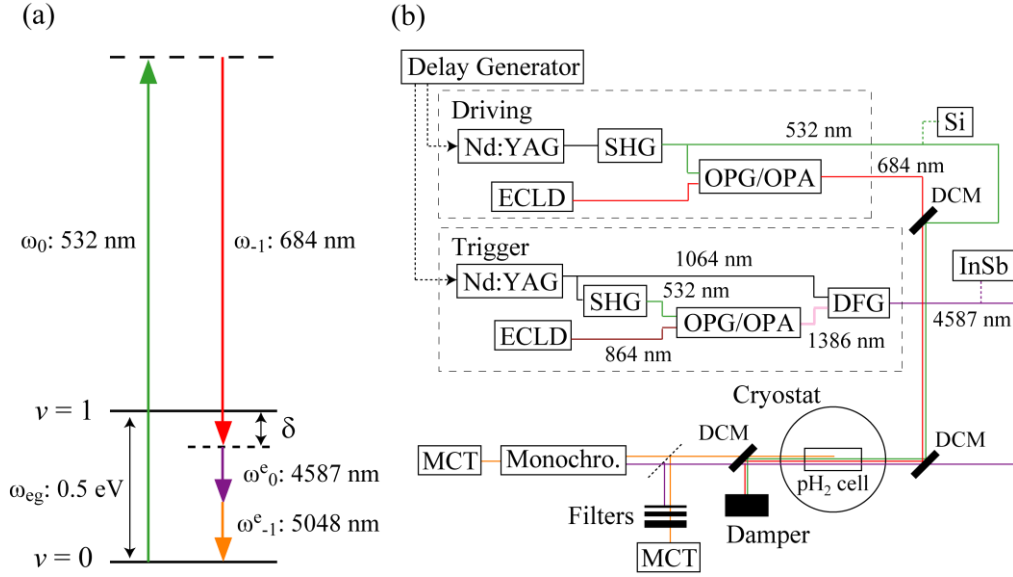 (a)
ω₀: 532 nm
ω₋₁: 684 nm
v = 1
δ
ωᵉ₀: 4587 nm
ω_eg: 0.5 eV
ωᵉ₋₁: 5048 nm
v = 0
(b)
Delay Generator
Driving
532 nm
Si
Nd:YAG
SHG
OPG/OPA
684 nm
ECLD
DCM
Trigger
1064 nm
InSb
Nd:YAG
532 nm
SHG
DFG
OPG/OPA
4587 nm
ECLD
1386 nm
864 nm
Cryostat
DCM
DCM
MCT
Monochro.
pH₂ cell
Filters
Damper
MCT